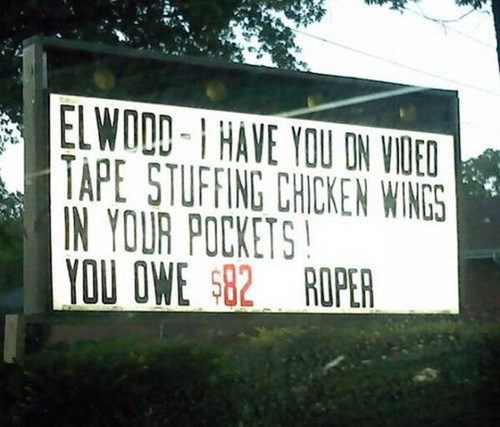 ELWOOD - I HAVE YOU ON VIDEO
TAPE STUFFING CHICKEN WINGS
IN YOUR POCKETS!
YOU OWE $82 ROPER